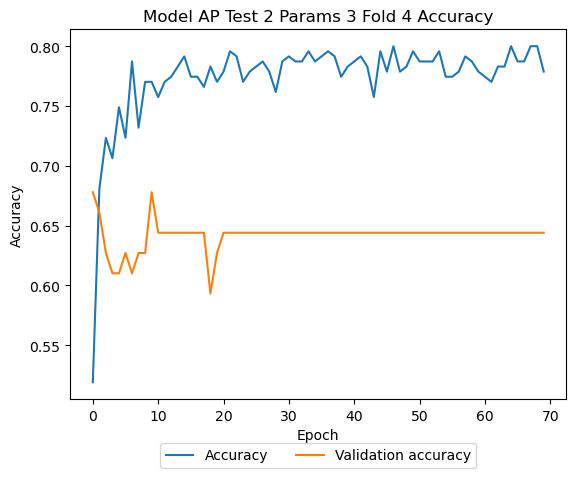 Model AP Test 2 Params 3 Fold 4 Accuracy
0.80
0.75
0.70
0.65
0.60
0.55
Accuracy
0 10 20 30 40 50 60 70
Epoch
Accuracy Validation accuracy